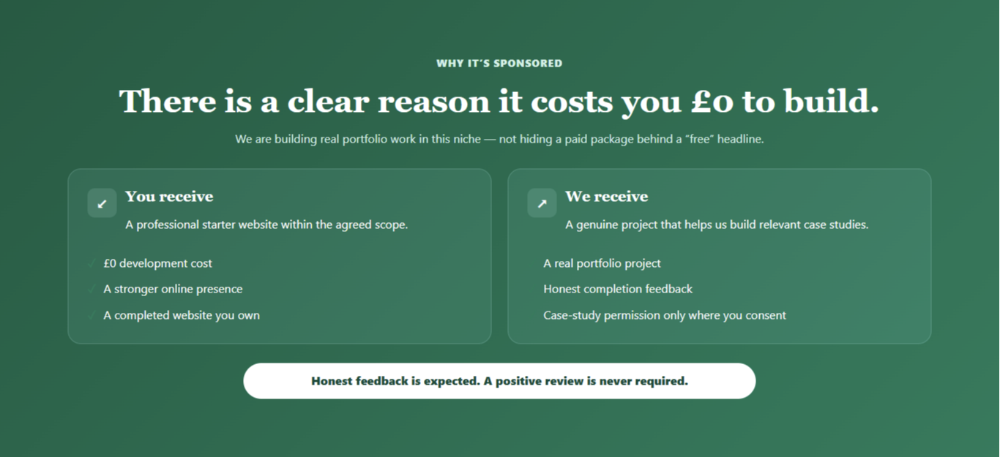 WHY IT’S SPONSORED
There is a clear reason it costs you £0 to build.
We are building real portfolio work in this niche — not hiding a paid package behind a “free” headline.
↙ You receive
A professional starter website within the agreed scope.
✓ £0 development cost
✓ A stronger online presence
✓ A completed website you own
↗ We receive
A genuine project that helps us build relevant case studies.
A real portfolio project
Honest completion feedback
Case-study permission only where you consent
Honest feedback is expected. A positive review is never required.